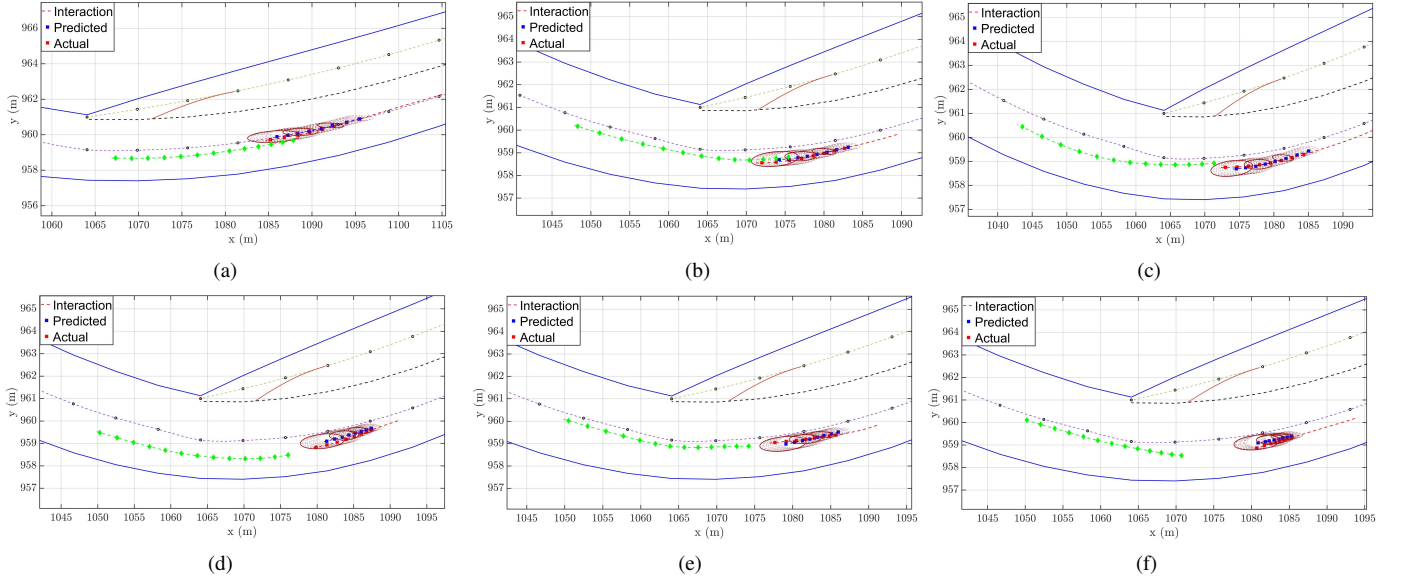 966
964
962
960
958
956
y (m)
Interaction
Predicted
Actual
1060 1065 1070 1075 1080 1085 1090 1095 1100 1105
x (m)
(a)
965
964
963
962
961
960
959
958
957
y (m)
Interaction
Predicted
Actual
1045 1050 1055 1060 1065 1070 1075 1080 1085 1090
x (m)
(b)
965
964
963
962
961
960
959
958
957
y (m)
Interaction
Predicted
Actual
1040 1045 1050 1055 1060 1065 1070 1075 1080 1085 1090
x (m)
(c)
965
964
963
962
961
960
959
958
957
y (m)
Interaction
Predicted
Actual
1045 1050 1055 1060 1065 1070 1075 1080 1085 1090 1095
x (m)
(d)
965
964
963
962
961
960
959
958
957
y (m)
Interaction
Predicted
Actual
1045 1050 1055 1060 1065 1070 1075 1080 1085 1090 1095
x (m)
(e)
965
964
963
962
961
960
959
958
957
y (m)
Interaction
Predicted
Actual
1045 1050 1055 1060 1065 1070 1075 1080 1085 1090 1095
x (m)
(f)